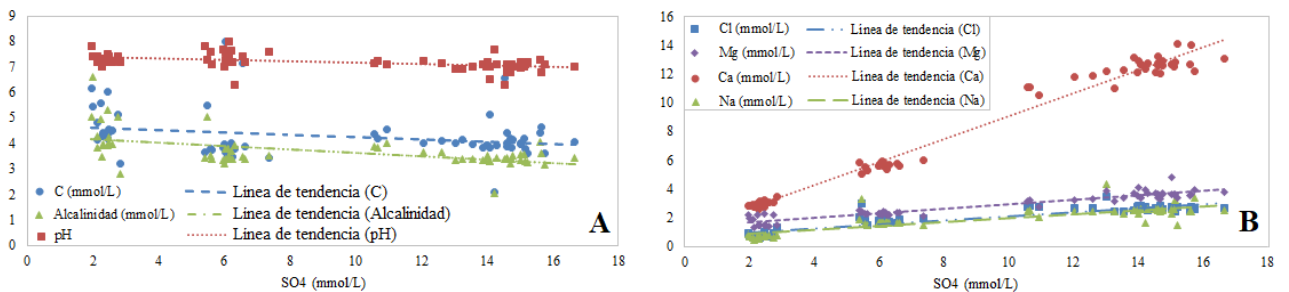 9
8
7
6
5
4
3
2
1
0
C (mmol/L) Linea de tendencia (C)
Alcalinidad (mmol/L) Linea de tendencia (Alcalinidad)
pH Linea de tendencia (pH)
A
0 2 4 6 8 10 12 14 16 18
SO4 (mmol/L)
16
14
12
10
8
6
4
2
0
Cl (mmol/L) Linea de tendencia (Cl)
Mg (mmol/L) Linea de tendencia (Mg)
Ca (mmol/L) Linea de tendencia (Ca)
Na (mmol/L) Linea de tendencia (Na)
B
0 2 4 6 8 10 12 14 16 18
SO4 (mmol/L)